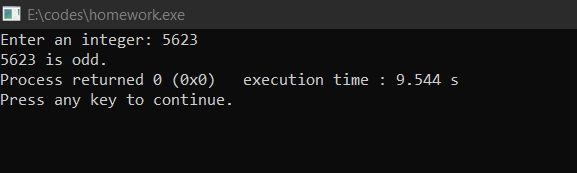 E:\codes\homework.exe
Enter an integer: 5623
5623 is odd.
Process returned 0 (0x0)   execution time : 9.544 s
Press any key to continue.